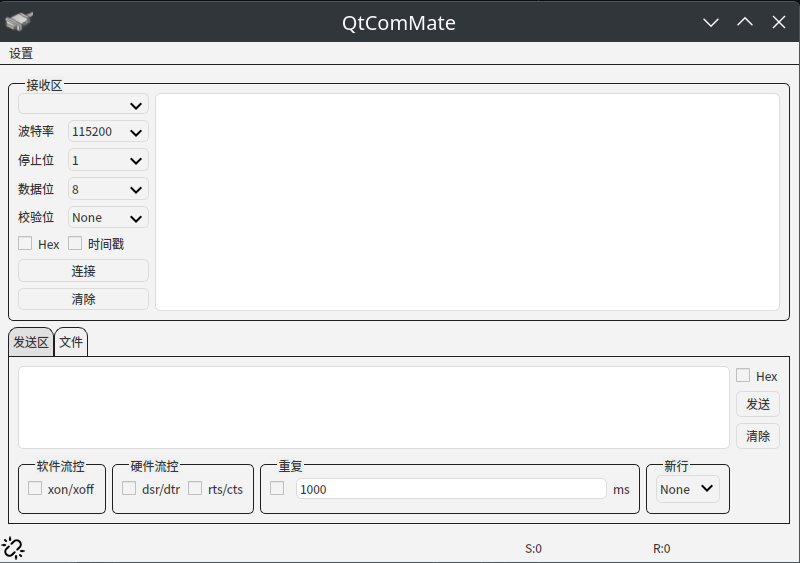 QtComMate
设置
接收区
波特率 115200
停止位 1
数据位 8
校验位 None
Hex 时间戳
连接
清除
发送区 文件
Hex
发送
清除
软件流控 硬件流控 重复 新行
xon/xoff dsr/dtr rts/cts 1000 ms None
S:0 R:0